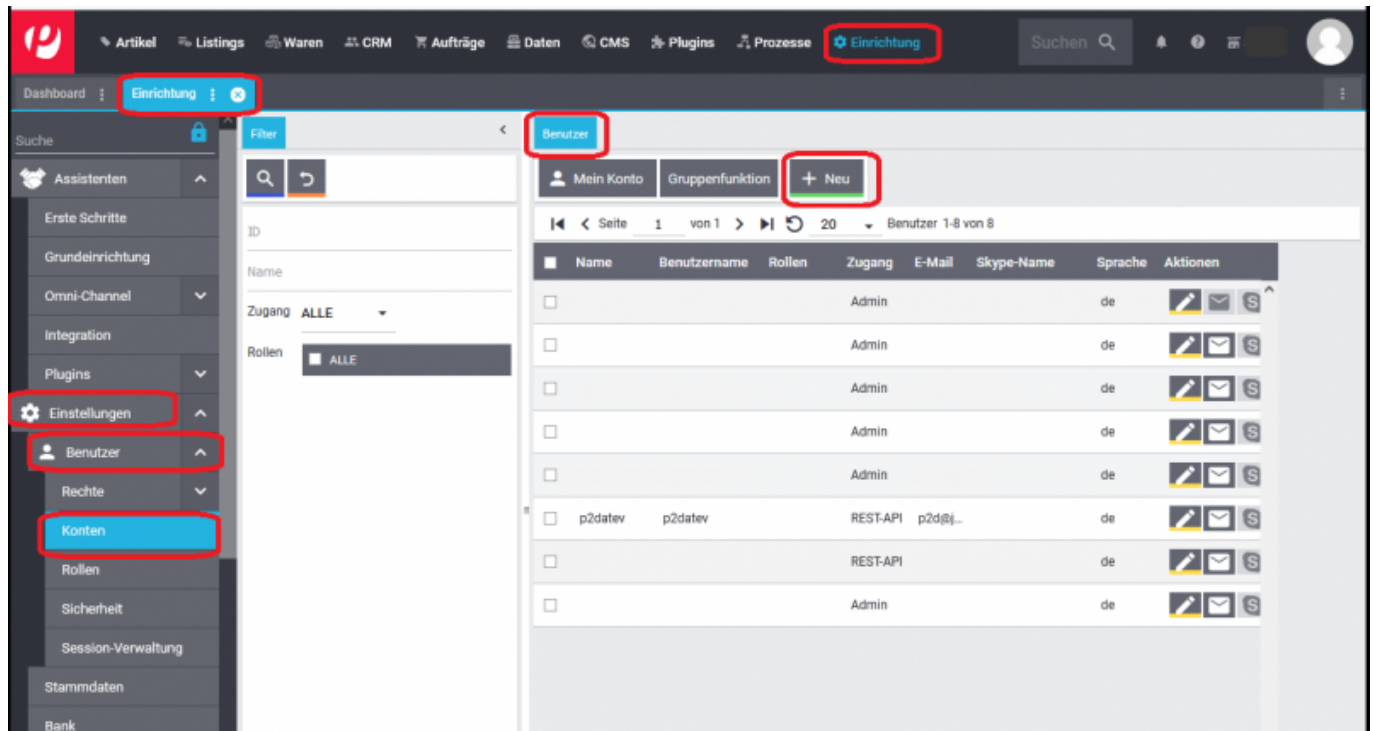 Artikel Listings Waren CRM Aufträge Daten CMS Plugins Prozesse Einrichtung Suchen
Dashboard Einrichtung
Suche
Assistenten
Erste Schritte
Grundeinrichtung
Omni-Channel
Integration
Plugins
Einstellungen
Benutzer
Rechte
Konten
Rollen
Sicherheit
Session-Verwaltung
Stammdaten
Bank
Filter
ID
Name
Zugang ALLE
Rollen ALLE
Benutzer
Mein Konto Gruppenfunktion + Neu
Seite 1 von 1 20 Benutzer 1-8 von 8
Name Benutzername Rollen Zugang E-Mail Skype-Name Sprache Aktionen
Admin de
Admin de
Admin de
Admin de
Admin de
p2datev p2datev REST-API p2d@j... de
REST-API de
Admin de